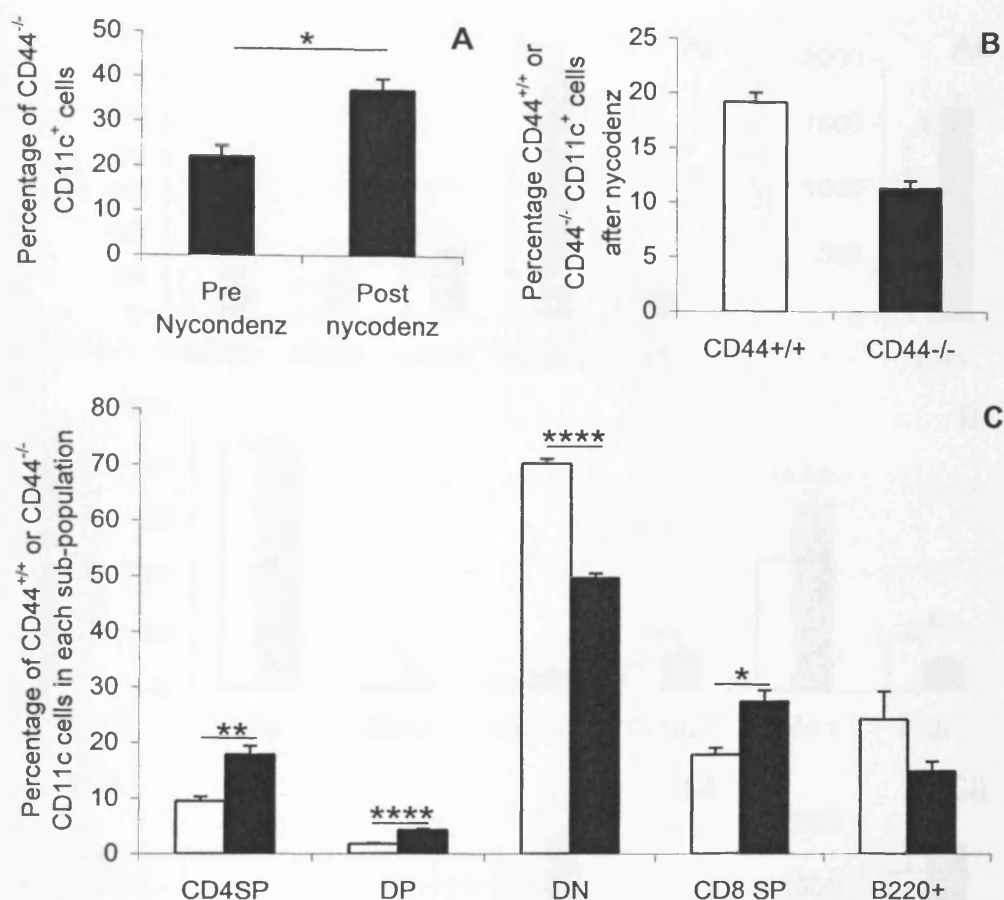 A
Percentage of CD44-/-
CD11c+ cells
50
40
30
20
10
0
*
Pre
Nycondenz
Post
nycodenz
B
Percentage CD44+/+ or
CD44-/- CD11c+ cells
after nycodenz
25
20
15
10
5
0
CD44+/+
CD44-/-
C
Percentage of CD44+/+ or CD44-/-
CD11c cells in each sub-population
80
70
60
50
40
30
20
10
0
**
****
****
*
CD4SP
DP
DN
CD8 SP
B220+